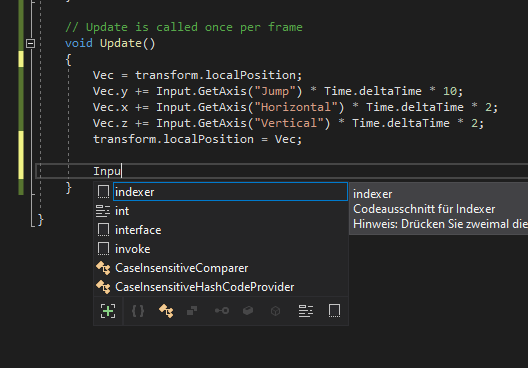 // Update is called once per frame
void Update()
{
Vec = transform.localPosition;
Vec.y += Input.GetAxis("Jump") * Time.deltaTime * 10;
Vec.x += Input.GetAxis("Horizontal") * Time.deltaTime * 2;
Vec.z += Input.GetAxis("Vertical") * Time.deltaTime * 2;
transform.localPosition = Vec;
Inpu
}
}
indexer
int
interface
invoke
CaseInsensitiveComparer
CaseInsensitiveHashCodeProvider
indexer
Codeausschnitt für Indexer
Hinweis: Drücken Sie zweimal die